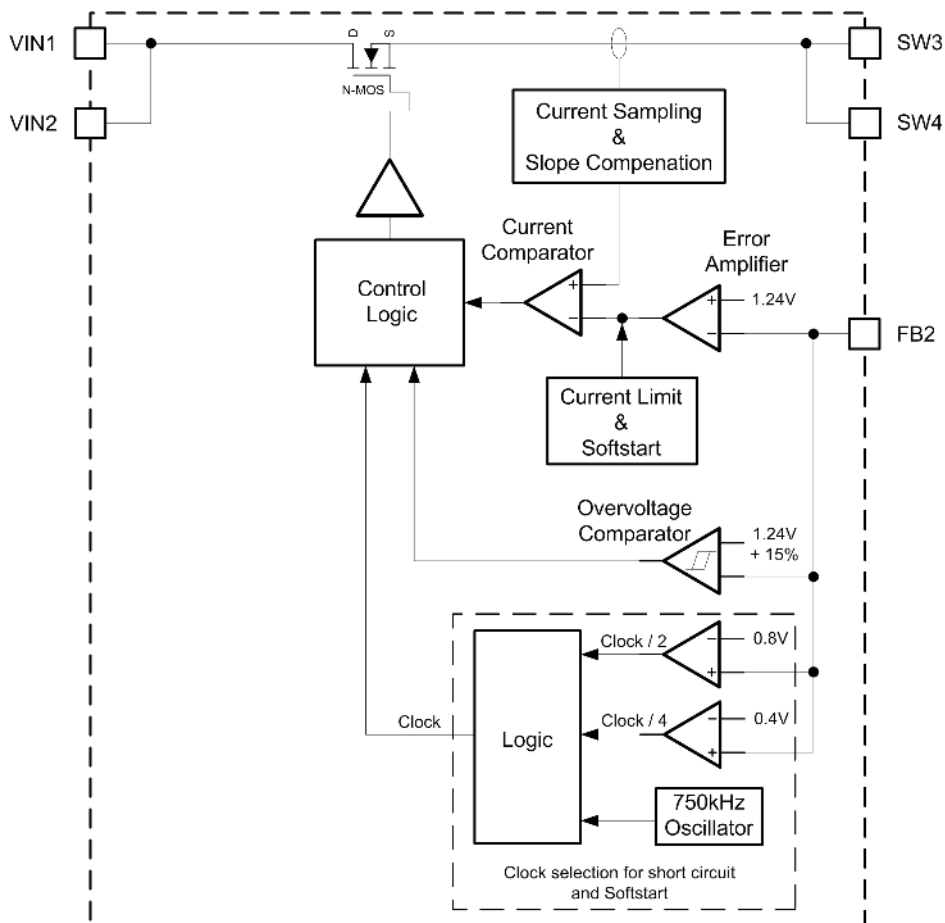 VIN1
D
S
SW3
N-MOS
VIN2
SW4
Current Sampling
&
Slope Compenation
Current
Comparator
Error
Amplifier
Control
Logic
+
−
+
−
1.24V
FB2
Current Limit
&
Softstart
Overvoltage
Comparator
1.24V
+ 15%
Clock / 2
−
+
0.8V
Clock
Logic
Clock / 4
−
+
0.4V
750kHz
Oscillator
Clock selection for short circuit
and Softstart